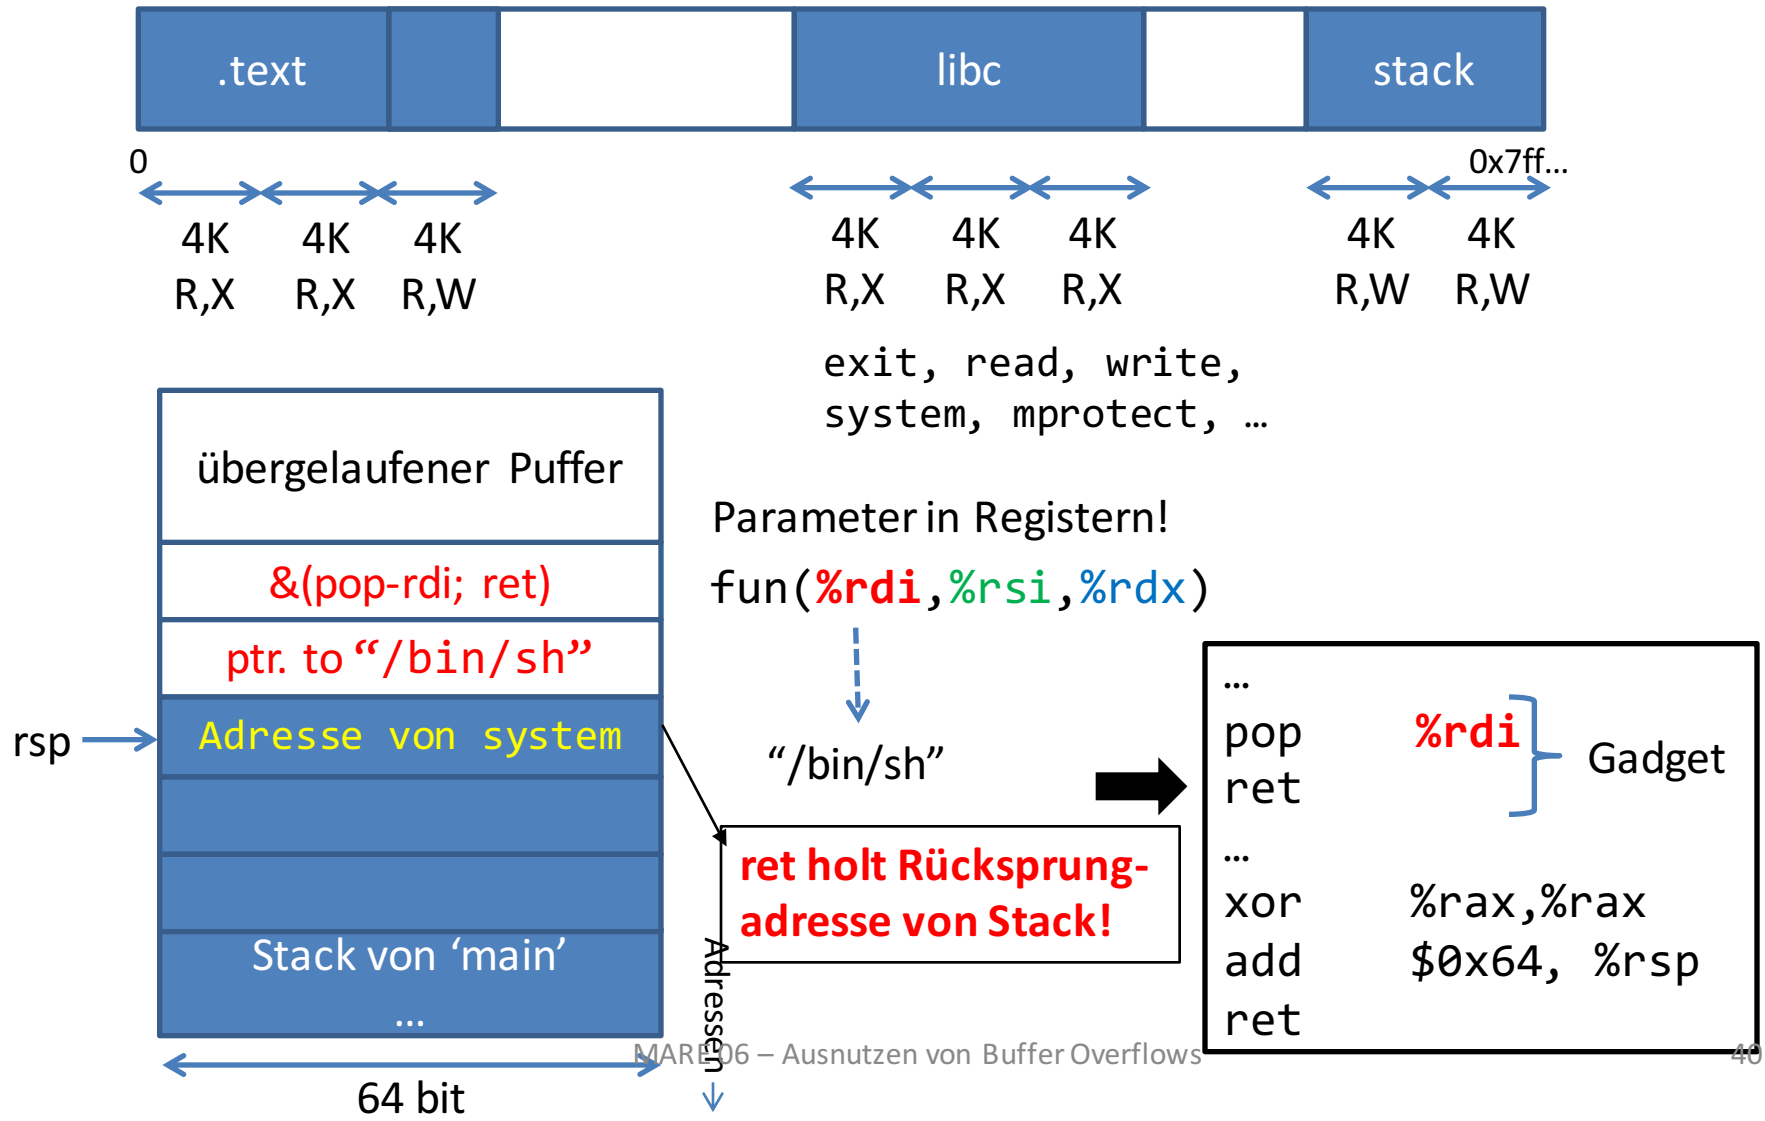 .text
libc
stack
0
0x7ff…
4K 4K 4K
R,X R,X R,W
4K 4K 4K
R,X R,X R,X
4K 4K
R,W R,W
exit, read, write,
system, mprotect, …
übergelaufener Puffer
&(pop-rdi; ret)
ptr. to “/bin/sh”
rsp
Adresse von system
Stack von ‘main’
…
64 bit
Adressen
Parameter in Registern!
fun(%rdi,%rsi,%rdx)
“/bin/sh”
ret holt Rücksprung-
adresse von Stack!
…
pop %rdi
ret
Gadget
…
xor %rax,%rax
add $0x64, %rsp
ret
MARE 06 – Ausnutzen von Buffer Overflows
40